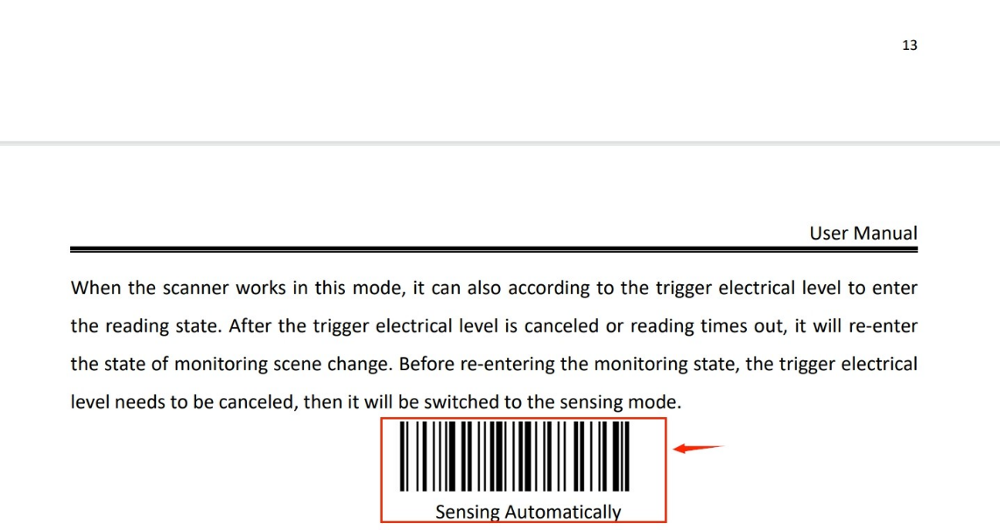 13
User Manual
When the scanner works in this mode, it can also according to the trigger electrical level to enter
the reading state. After the trigger electrical level is canceled or reading times out, it will re-enter
the state of monitoring scene change. Before re-entering the monitoring state, the trigger electrical
level needs to be canceled, then it will be switched to the sensing mode.
Sensing Automatically